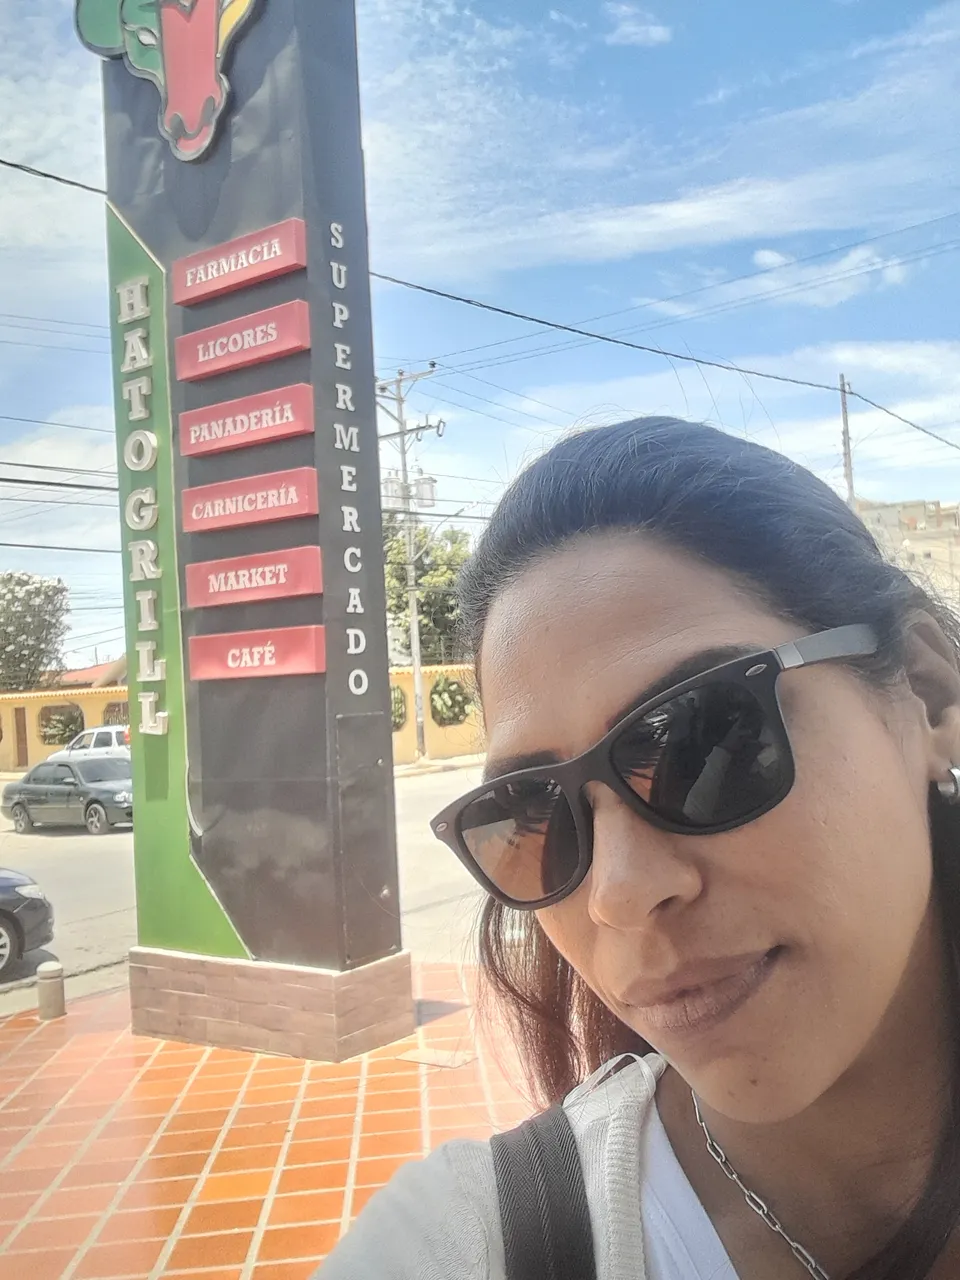 HATOGRILL
FARMACIA
LICORES
PANADERÍA
CARNICERÍA
MARKET
CAFÉ
SUPERMERCADO